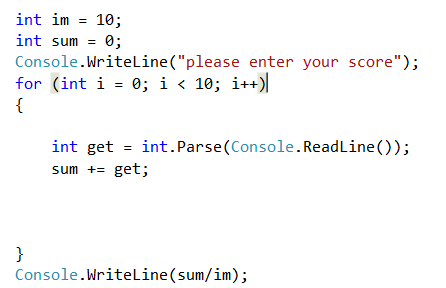 int im = 10;
int sum = 0;
Console.WriteLine("please enter your score");
for (int i = 0; i < 10; i++)
{
int get = int.Parse(Console.ReadLine());
sum += get;
}
Console.WriteLine(sum/im);